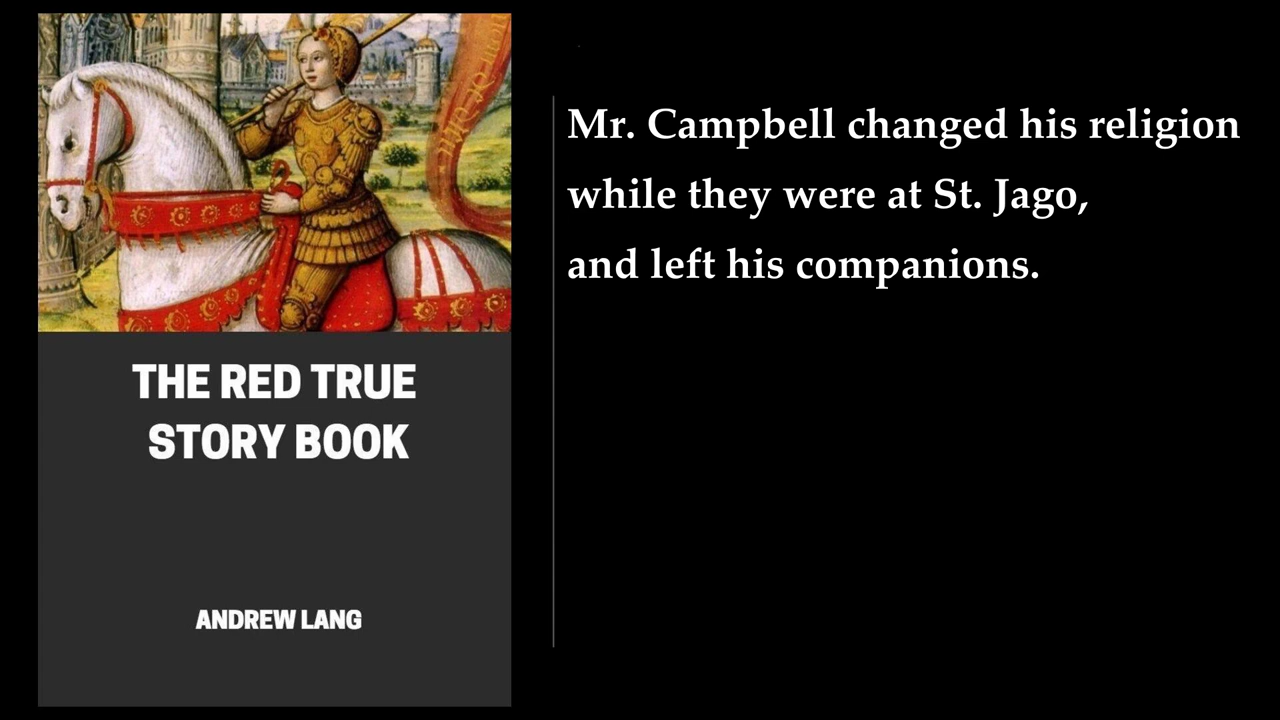 THE RED TRUE
STORY BOOK
ANDREW LANG
Mr. Campbell changed his religion
while they were at St. Jago,
and left his companions.